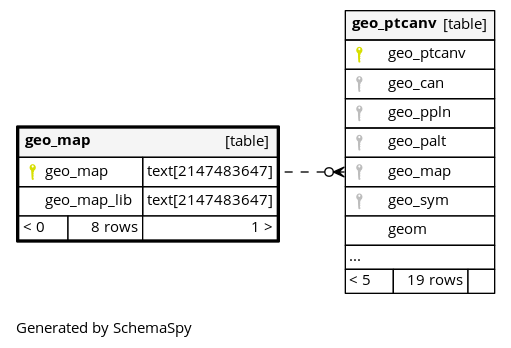 geo_map [table]
geo_map text[2147483647]
geo_map_lib text[2147483647]
< 0 8 rows 1 >
geo_ptcanv [table]
geo_ptcanv
geo_can
geo_ppln
geo_palt
geo_map
geo_sym
geom
...
< 5 19 rows
Generated by SchemaSpy